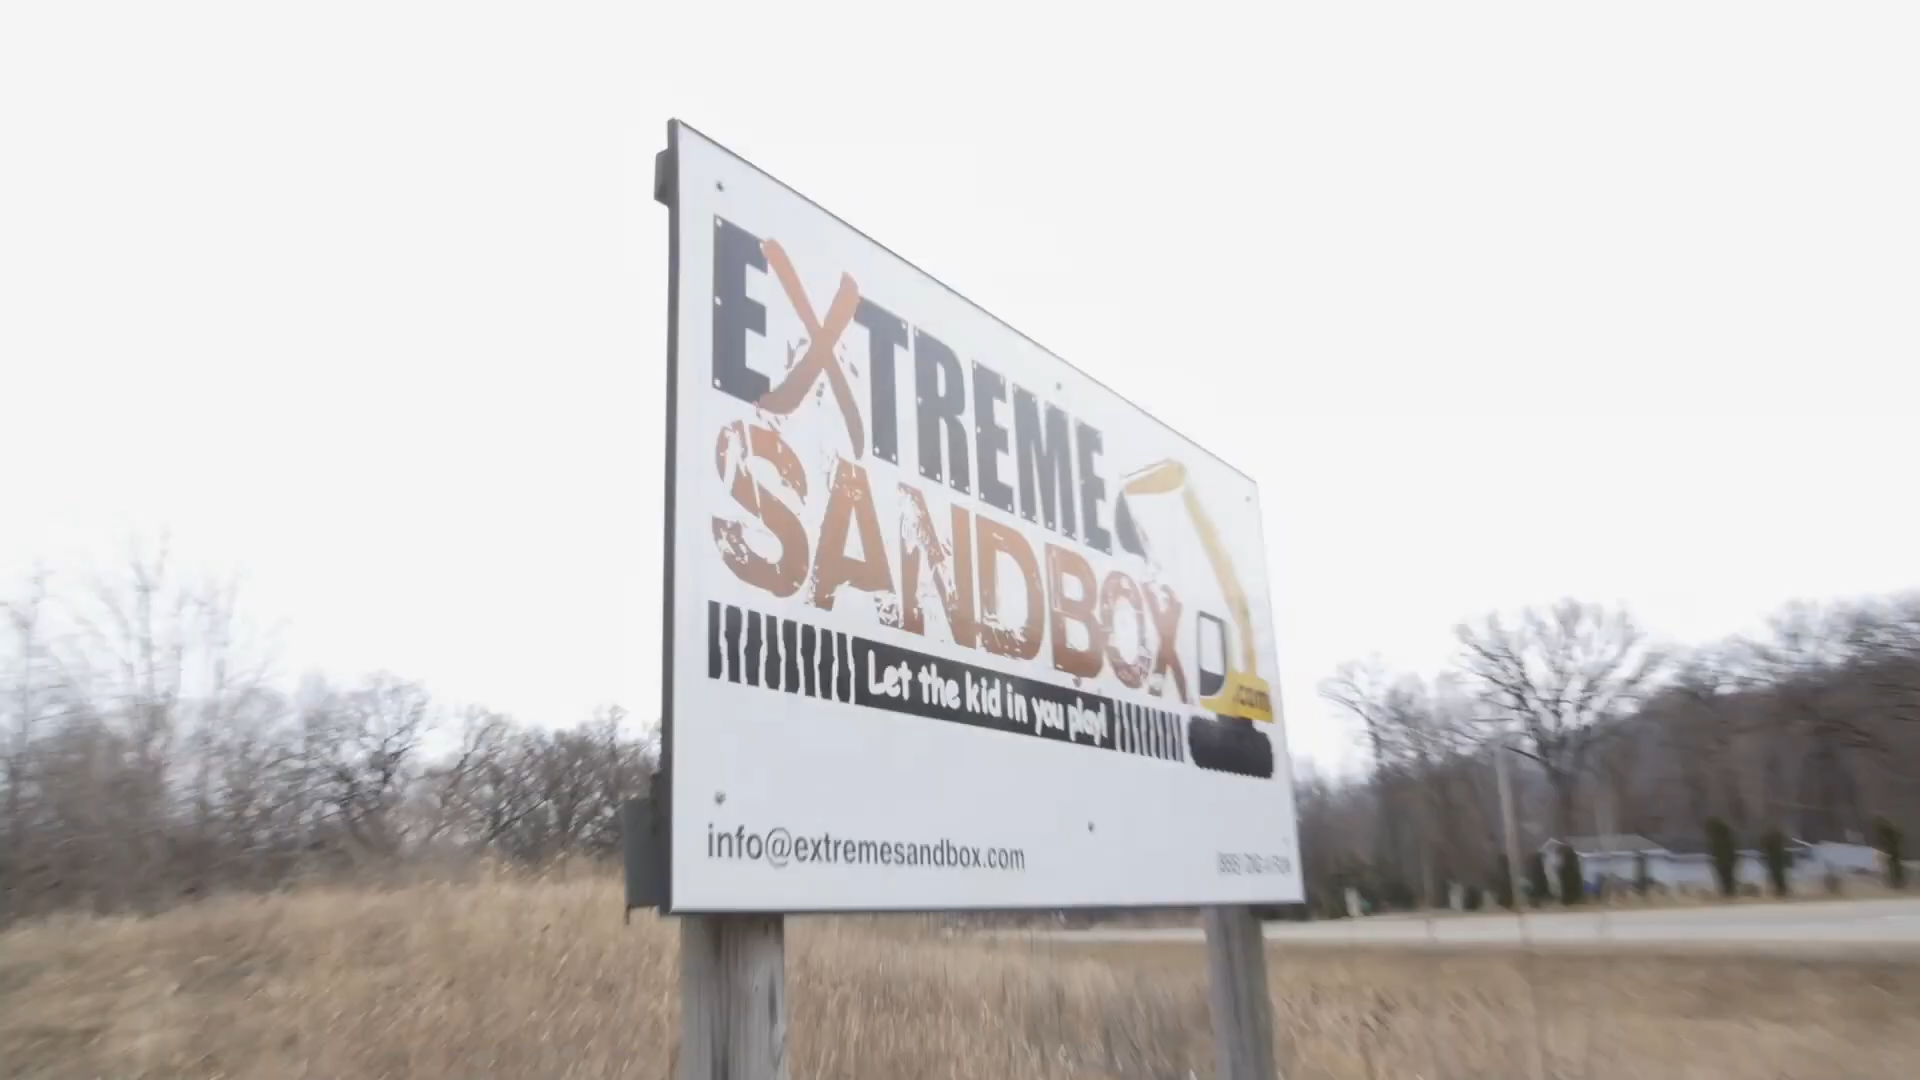 EXTREME
SANDBOX
.com
Let the kid in you play!
info@extremesandbox.com